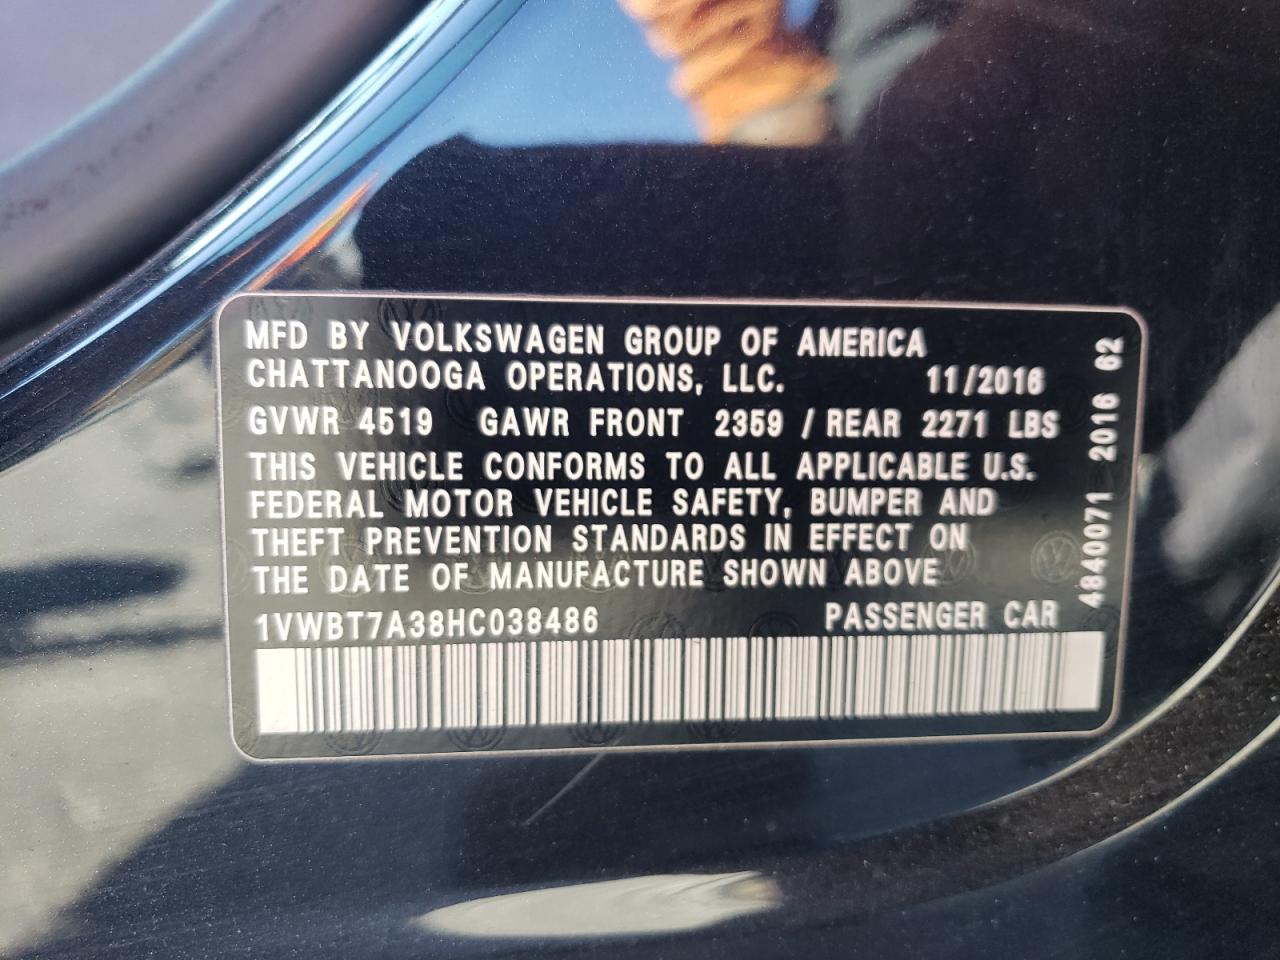 MFD BY VOLKSWAGEN GROUP OF AMERICA
CHATTANOOGA OPERATIONS, LLC. 11/2016
GVWR 4519 GAWR FRONT 2359 / REAR 2271 LBS
THIS VEHICLE CONFORMS TO ALL APPLICABLE U.S.
FEDERAL MOTOR VEHICLE SAFETY, BUMPER AND
THEFT PREVENTION STANDARDS IN EFFECT ON
THE DATE OF MANUFACTURE SHOWN ABOVE
1VWBT7A38HC038486 PASSENGER CAR
4840071 2016 62